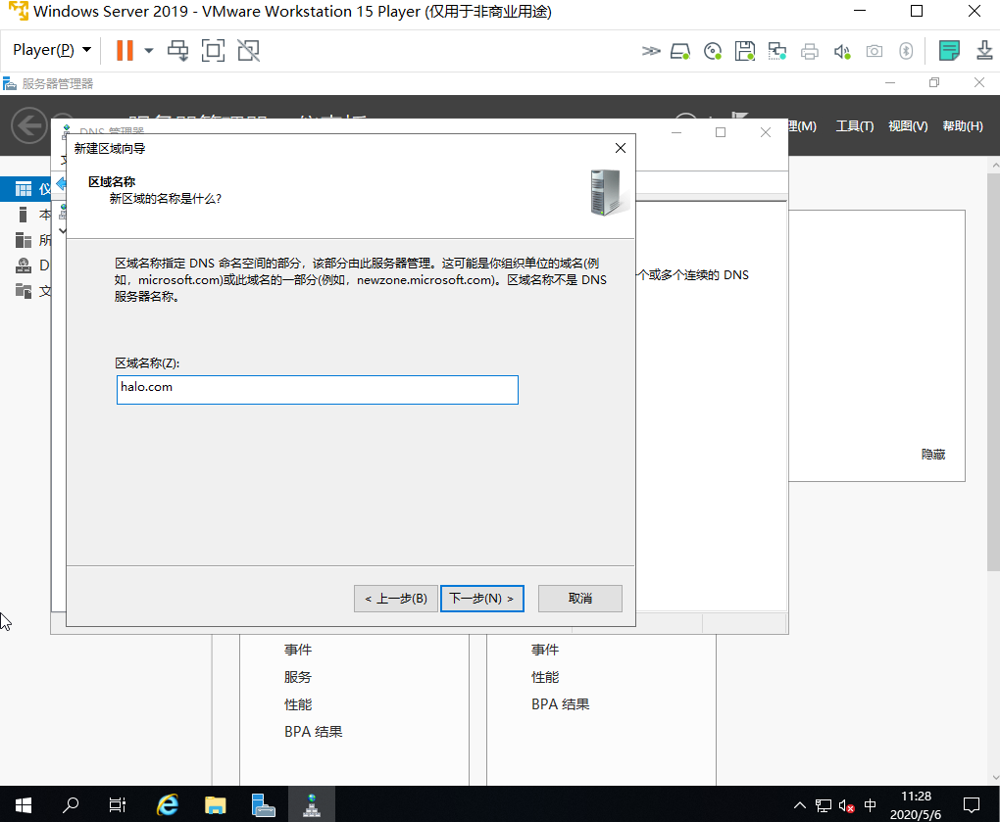 Windows Server 2019 - VMware Workstation 15 Player (仅用于非商业用途)
Player(P)
服务器管理器
理(M) 工具(T) 视图(V) 帮助(H)
DNS 管理器
新建区域向导
区域名称
新区域的名称是什么?
仪
本
所
D
文
区域名称指定 DNS 命名空间的部分，该部分由此服务器管理。这可能是你组织单位的域名(例
如，microsoft.com)或此域名的一部分(例如，newzone.microsoft.com)。区域名称不是 DNS
服务器名称。
个或多个连续的 DNS
区域名称(Z):
halo.com
隐藏
< 上一步(B) 下一步(N) > 取消
事件 事件
服务 性能
性能 BPA 结果
BPA 结果
中
11:28
2020/5/6